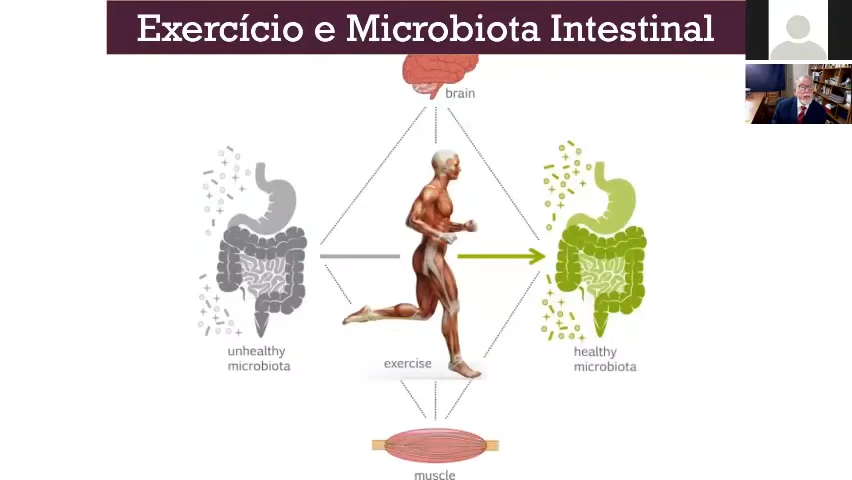 Exercício e Microbiota Intestinal
brain
unhealthy
microbiota
exercise
healthy
microbiota
muscle